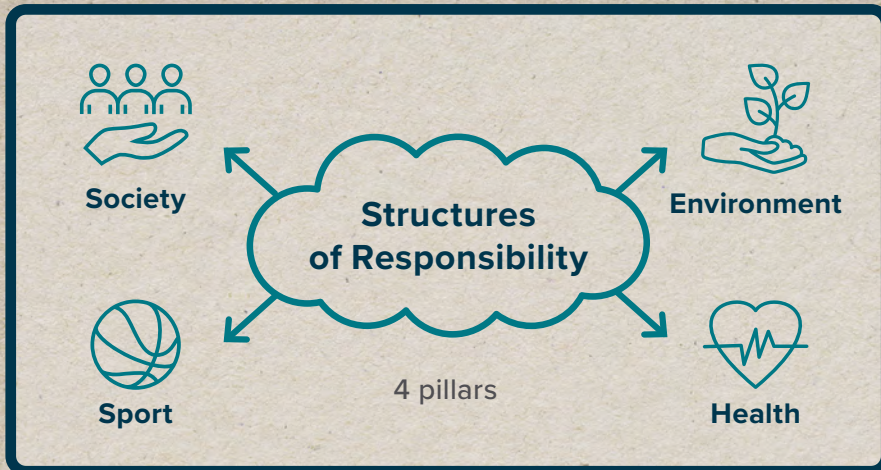 Society
Environment
Structures
of Responsibility
Sport
4 pillars
Health